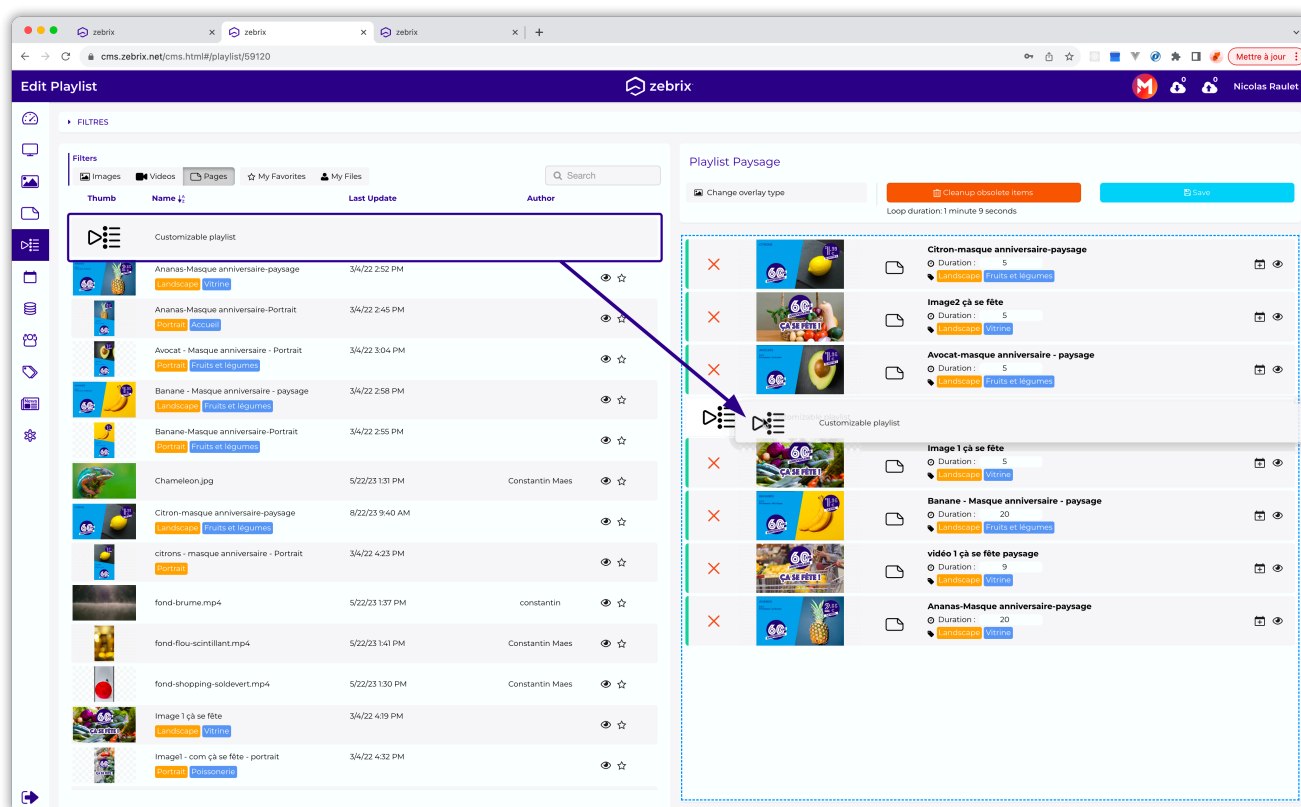 zebrix
zebrix
zebrix
cms.zebrix.net/cms.html#/playlist/59120
Mettre à jour
Edit Playlist
zebrix
0
0
Nicolas Raulet
FILTRES
Filters
Images Videos Pages My Favorites My Files
Search
Thumb Name Last Update Author
Customizable playlist
Ananas-Masque anniversaire-paysage 3/4/22 2:52 PM
Landscape Vitrine
Ananas-Masque anniversaire-Portrait 3/4/22 2:45 PM
Portrait Accueil
Avocat - Masque anniversaire - Portrait 3/4/22 3:04 PM
Portrait Fruits et légumes
Banane - Masque anniversaire - paysage 3/4/22 2:58 PM
Landscape Fruits et légumes
Banane-Masque anniversaire-Portrait 3/4/22 2:55 PM
Portrait Fruits et légumes
Chameleon.jpg 5/22/23 1:31 PM Constantin Maes
Citron-masque anniversaire-paysage 8/22/23 9:40 AM
Landscape Fruits et légumes
citrons - masque anniversaire - Portrait 3/4/22 4:23 PM
Portrait
fond-brume.mp4 5/22/23 1:37 PM constantin
fond-flou-scintillant.mp4 5/22/23 1:41 PM Constantin Maes
fond-shopping-soldevert.mp4 5/22/23 1:30 PM Constantin Maes
Image 1 çà se fête 3/4/22 4:19 PM
Landscape Vitrine
Image1 - com çà se fête - portrait 3/4/22 4:32 PM
Portrait Poissonerie
Playlist Paysage
Change overlay type
Cleanup obsolete items
Save
Loop duration: 1 minute 9 seconds
Citron-masque anniversaire-paysage
Duration : 5
Landscape Fruits et légumes
Image2 çà se fête
Duration : 5
Landscape Vitrine
ÇA SE FÊTE !
Avocat-masque anniversaire - paysage
Duration : 5
Landscape Fruits et légumes
Customizable playlist
Image 1 çà se fête
Duration : 5
Landscape Vitrine
ÇA SE FÊTE !
Banane - Masque anniversaire - paysage
Duration : 20
Landscape Fruits et légumes
vidéo 1 çà se fête paysage
Duration : 9
Landscape Vitrine
ÇA SE FÊTE !
Ananas-Masque anniversaire-paysage
Duration : 20
Landscape Vitrine